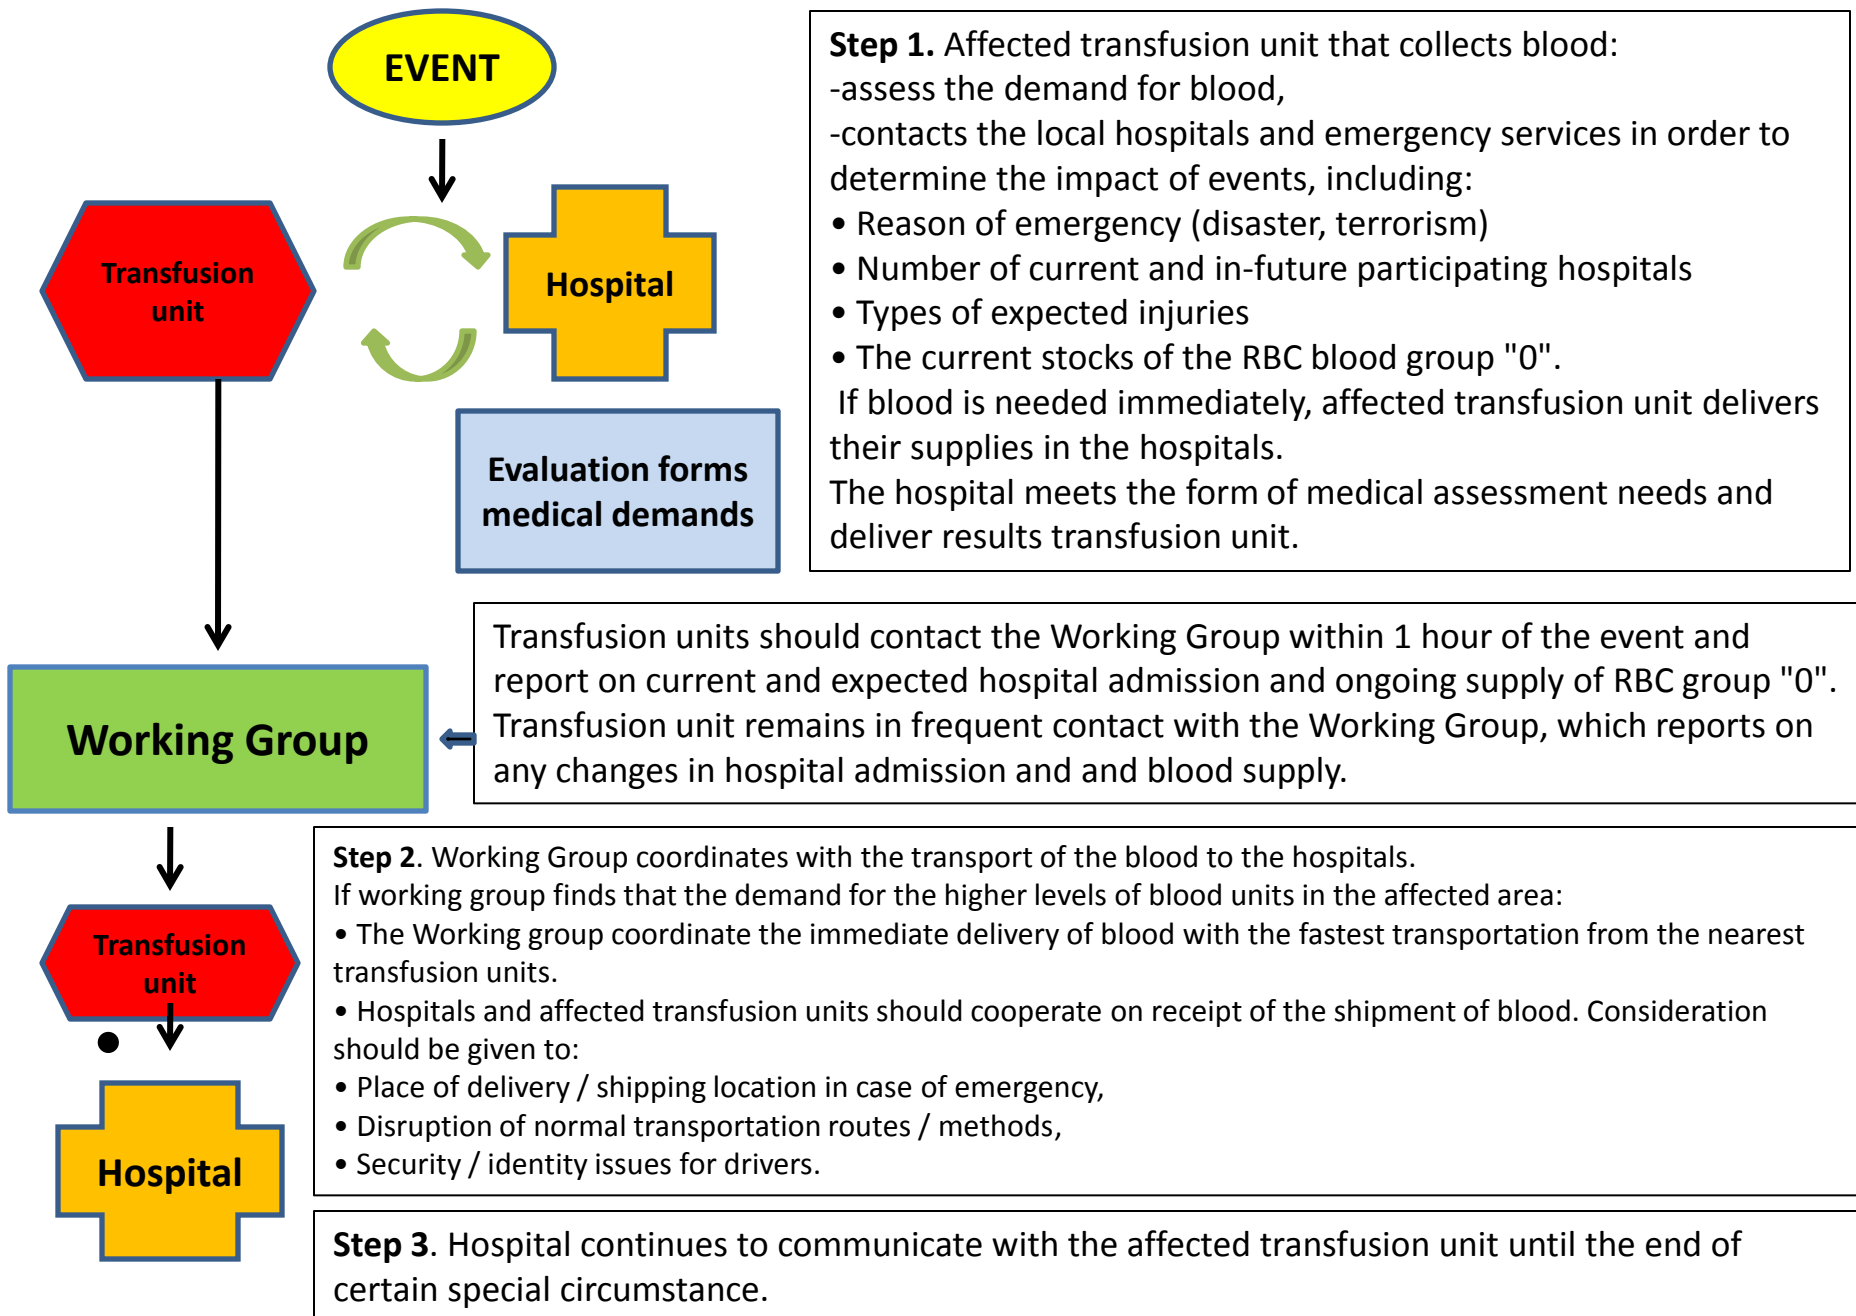 EVENT
Transfusion
unit
Hospital
Evaluation forms
medical demands
Step 1. Affected transfusion unit that collects blood:
-assess the demand for blood,
-contacts the local hospitals and emergency services in order to
determine the impact of events, including:
• Reason of emergency (disaster, terrorism)
• Number of current and in-future participating hospitals
• Types of expected injuries
• The current stocks of the RBC blood group "0".
If blood is needed immediately, affected transfusion unit delivers
their supplies in the hospitals.
The hospital meets the form of medical assessment needs and
deliver results transfusion unit.
Working Group
Transfusion units should contact the Working Group within 1 hour of the event and
report on current and expected hospital admission and ongoing supply of RBC group "0".
Transfusion unit remains in frequent contact with the Working Group, which reports on
any changes in hospital admission and and blood supply.
Transfusion
unit
•
Hospital
Step 2. Working Group coordinates with the transport of the blood to the hospitals.
If working group finds that the demand for the higher levels of blood units in the affected area:
• The Working group coordinate the immediate delivery of blood with the fastest transportation from the nearest
transfusion units.
• Hospitals and affected transfusion units should cooperate on receipt of the shipment of blood. Consideration
should be given to:
• Place of delivery / shipping location in case of emergency,
• Disruption of normal transportation routes / methods,
• Security / identity issues for drivers.
Step 3. Hospital continues to communicate with the affected transfusion unit until the end of
certain special circumstance.